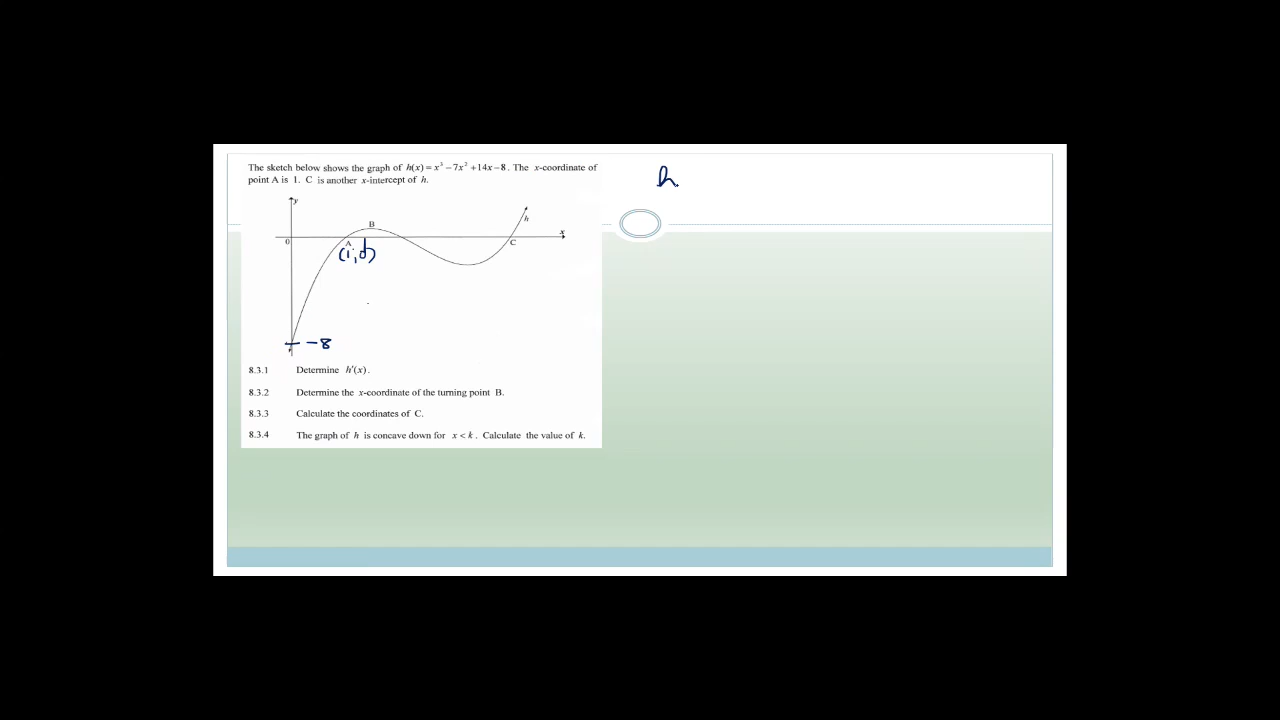 The sketch below shows the graph of h(x) = x³ − 7x² + 14x − 8. The x-coordinate of
point A is 1. C is another x-intercept of h.
h
y
h
B
x
0
A
C
(1;0)
−8
8.3.1 Determine h′(x).
8.3.2 Determine the x-coordinate of the turning point B.
8.3.3 Calculate the coordinates of C.
8.3.4 The graph of h is concave down for x < k. Calculate the value of k.